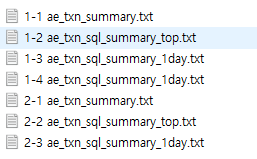 1-1 ae_txn_summary.txt
1-2 ae_txn_sql_summary_top.txt
1-3 ae_txn_sql_summary_1day.txt
1-4 ae_txn_sql_summary_1day.txt
2-1 ae_txn_summary.txt
2-2 ae_txn_sql_summary_top.txt
2-3 ae_txn_sql_summary_1day.txt